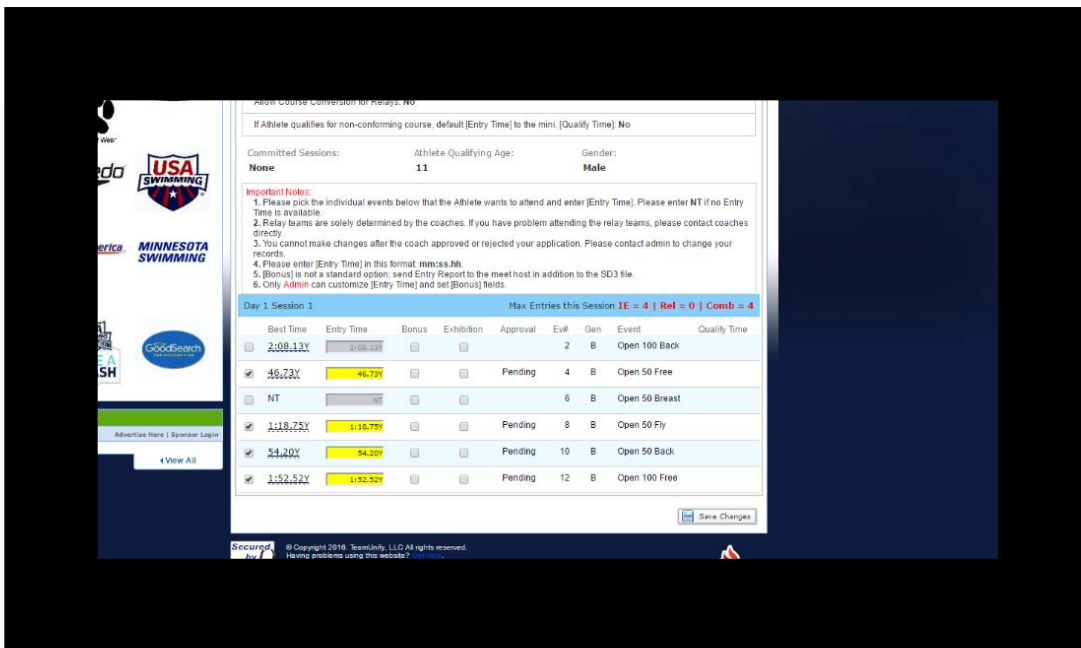 Allow Course Conversion for Relays: No
If Athlete qualifies for non-conforming course, default [Entry Time] to the mini. [Qualify Time]: No
Committed Sessions: Athlete Qualifying Age: Gender:
None 11 Male
Important Notes:
1. Please pick the individual events below that the Athlete wants to attend and enter [Entry Time]. Please enter NT if no Entry
Time is available.
2. Relay teams are solely determined by the coaches. If you have problem attending the relay teams, please contact coaches
directly.
3. You cannot make changes after the coach approved or rejected your application. Please contact admin to change your
records.
4. Please enter [Entry Time] in this format: mm:ss.hh.
5. [Bonus] is not a standard option; send Entry Report to the meet host in addition to the SD3 file.
6. Only Admin can customize [Entry Time] and set [Bonus] fields.
Day 1 Session 1 Max Entries this Session IE = 4 | Rel = 0 | Comb = 4
Best Time Entry Time Bonus Exhibition Approval Ev# Gen Event Qualify Time
2:08.13Y 2:08.13Y 2 B Open 100 Back
46.73Y 46.73Y Pending 4 B Open 50 Free
NT NT 6 B Open 50 Breast
1:18.75Y 1:18.75Y Pending 8 B Open 50 Fly
54.20Y 54.20Y Pending 10 B Open 50 Back
1:52.52Y 1:52.52Y Pending 12 B Open 100 Free
Save Changes
USA
SWIMMING
MINNESOTA
SWIMMING
GoodSearch
Advertise Here | Sponsor Login
View All
Secured
by
© Copyright 2016. TeamUnify, LLC All rights reserved.
Having problems using this website? Get Help.